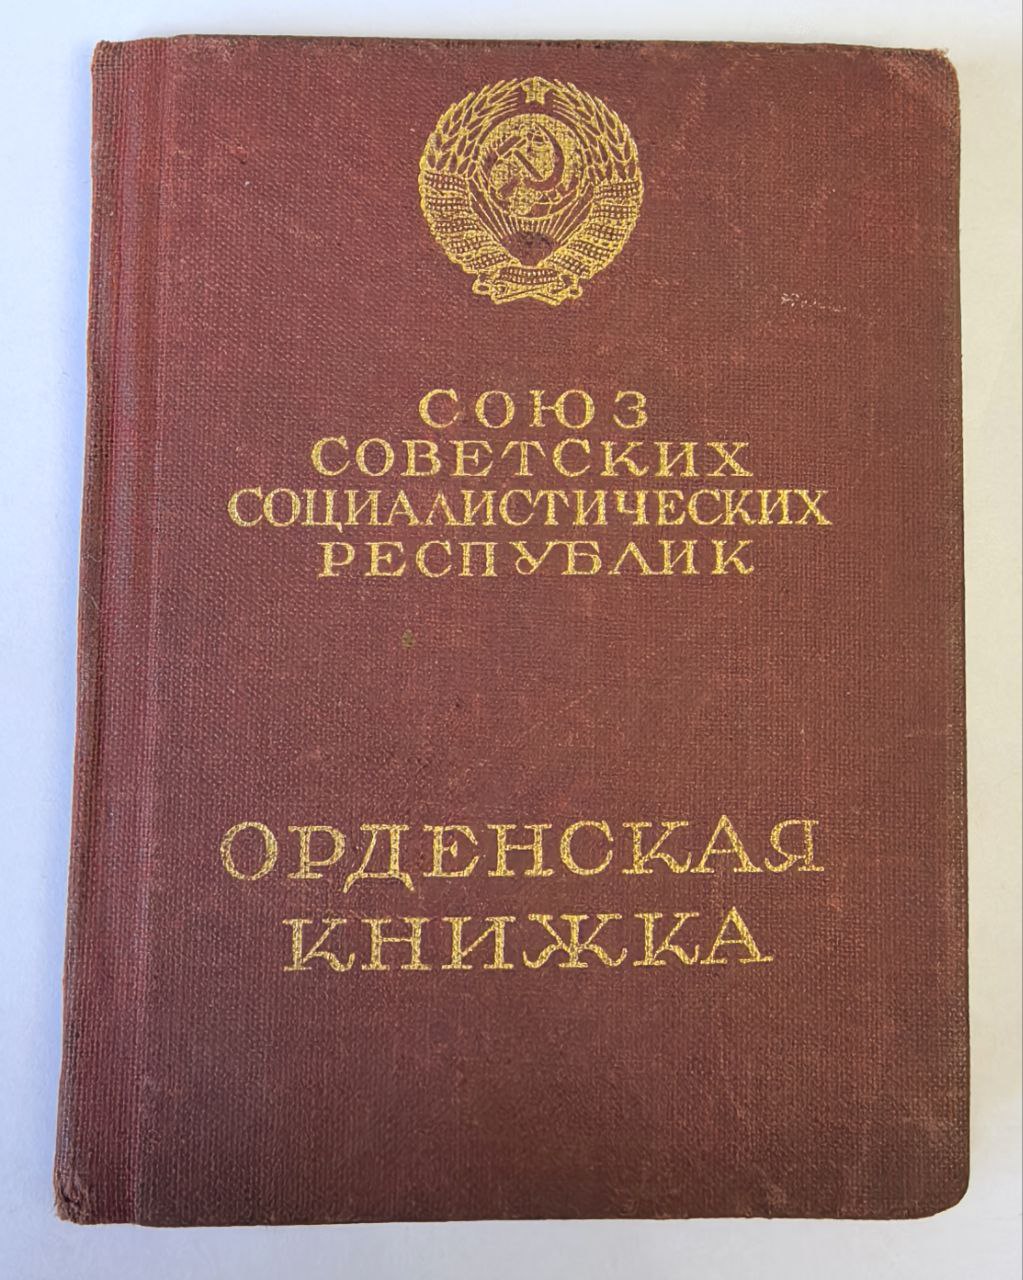 СОЮЗ
СОВЕТСКИХ
СОЦИАЛИСТИЧЕСКИХ
РЕСПУБЛИК
ОРДЕНСКАЯ
КНИЖКА